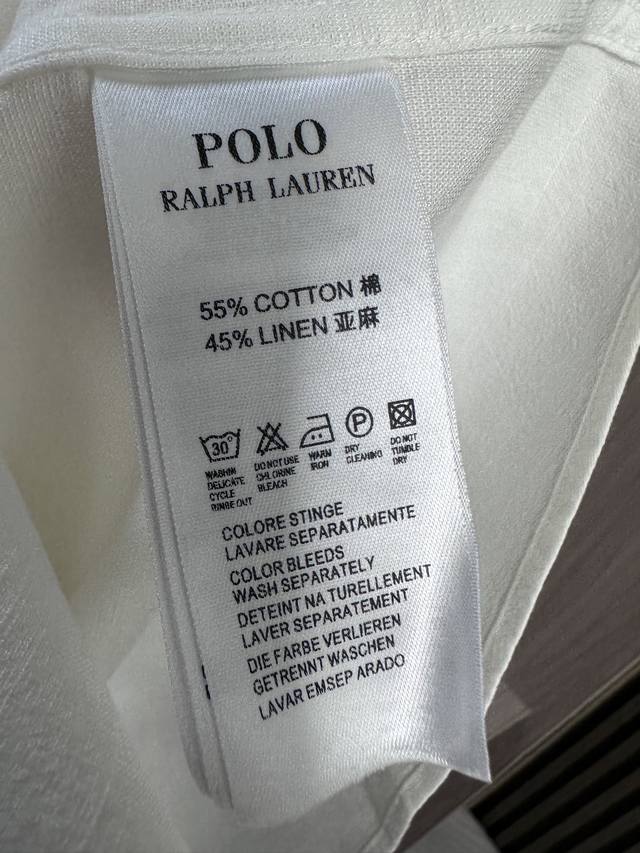 POLO
RALPH LAUREN
55% COTTON 棉
45% LINEN 亚麻
30°
P
WASHIN
DELICATE
CYCLE
RINBE OUT
DO NOT USE
CHLORINE
BLEACH
WARM
IRON
DRY
CLEANING
DO NOT
TUMBLE
DRY
COLORE STINGE
LAVARE SEPARATAMENTE
COLOR BLEEDS
WASH SEPARATELY
DETEINT NA TURELLEMENT
LAVER SEPARATEMENT
DIE FARBE VERLIEREN
GETRENNT WASCHEN
LAVAR EMSEP ARADO